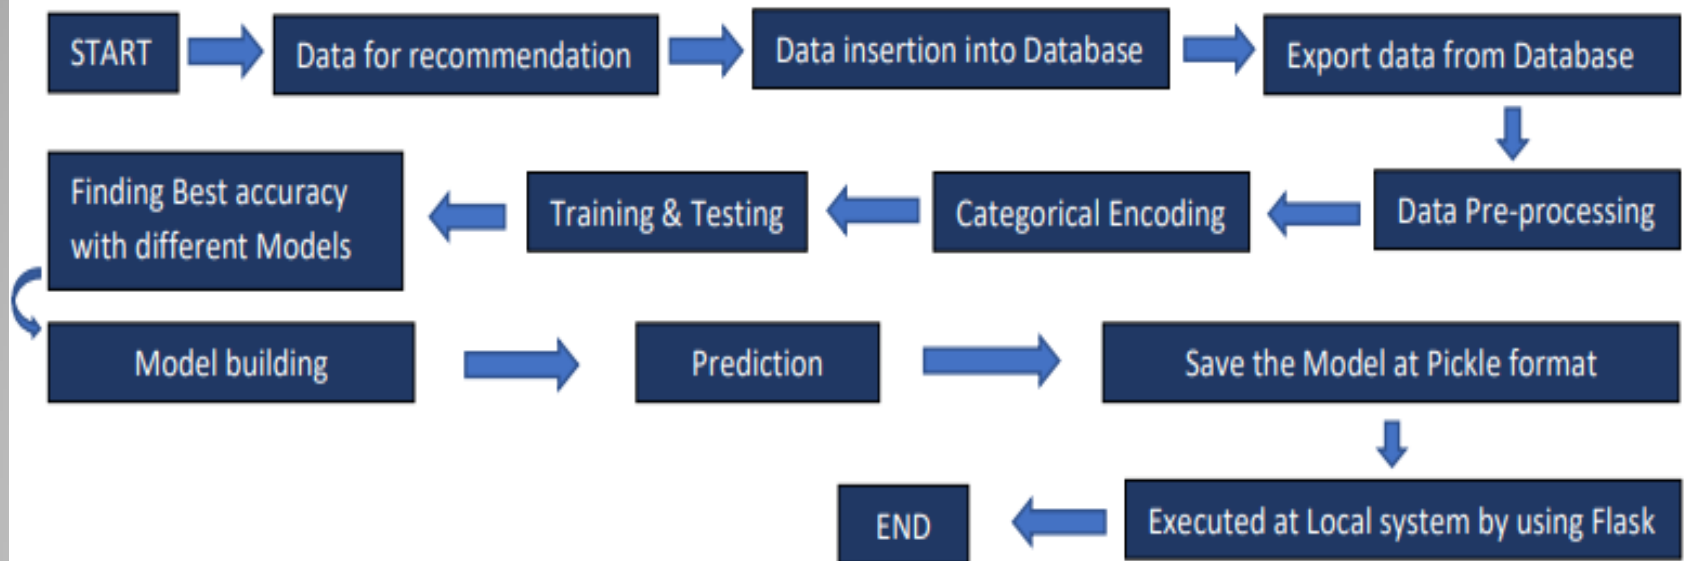 START
Data for recommendation
Data insertion into Database
Export data from Database
Data Pre-processing
Categorical Encoding
Training & Testing
Finding Best accuracy
with different Models
Model building
Prediction
Save the Model at Pickle format
Executed at Local system by using Flask
END